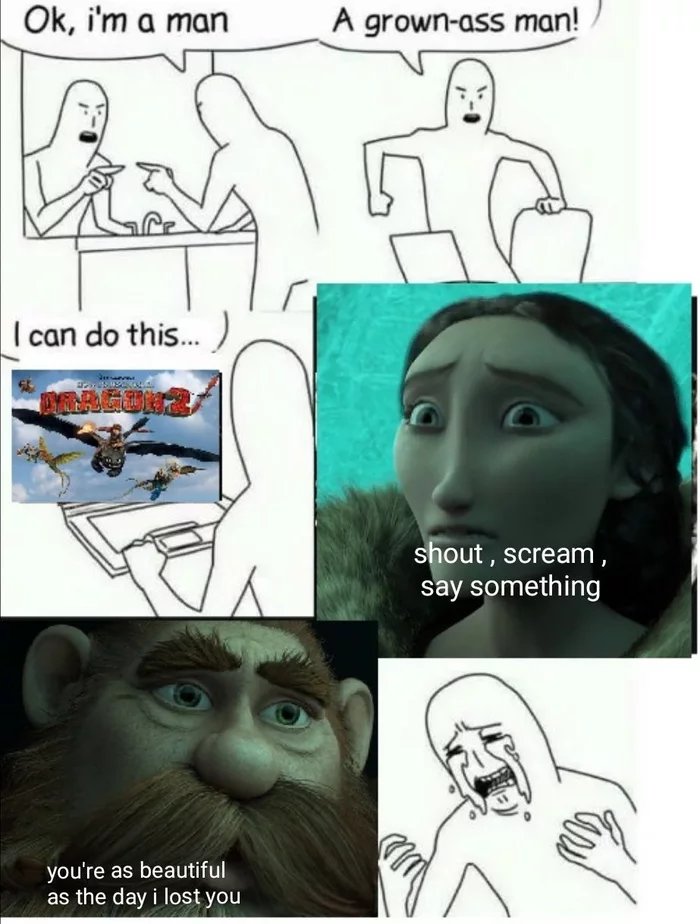 Ok, i'm a man
A grown-ass man!
I can do this...
DRAGON 2
shout , scream ,
say something
you're as beautiful
as the day i lost you